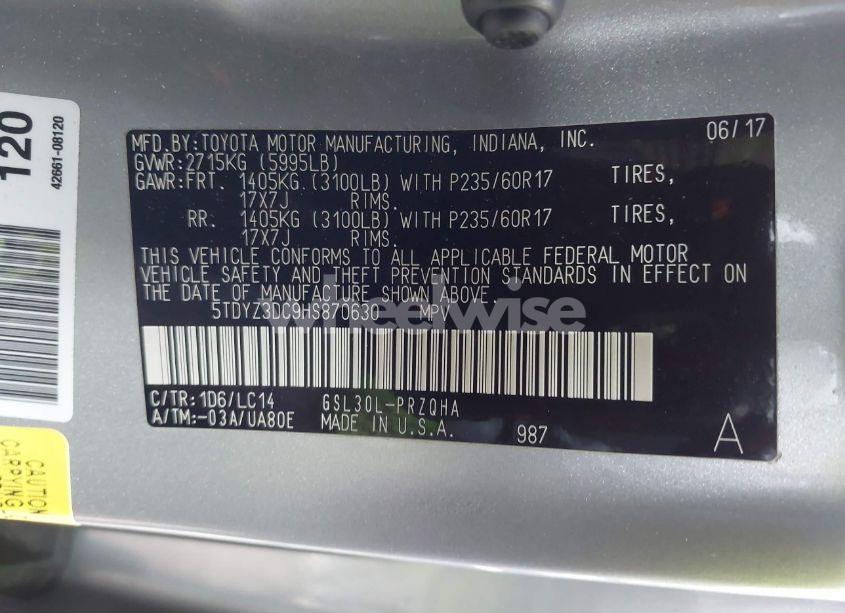 120
42661-08120
MFD.BY:TOYOTA MOTOR MANUFACTURING, INDIANA, INC. 06/17
GVWR:2715KG (5995LB)
GAWR:FRT. 1405KG (3100LB) WITH P235/60R17 TIRES,
17X7J RIMS.
RR. 1405KG (3100LB) WITH P235/60R17 TIRES,
17X7J RIMS.
THIS VEHICLE CONFORMS TO ALL APPLICABLE FEDERAL MOTOR
VEHICLE SAFETY AND THEFT PREVENTION STANDARDS IN EFFECT ON
THE DATE OF MANUFACTURE SHOWN ABOVE.
5TDYZ3DC9HS870630 MPV
wheelwise
C/TR:1D6/LC14 GSL30L-PRZQHA
A/TM:-03A/UA80E MADE IN U.S.A. 987 A
CAUTION
CARRYING